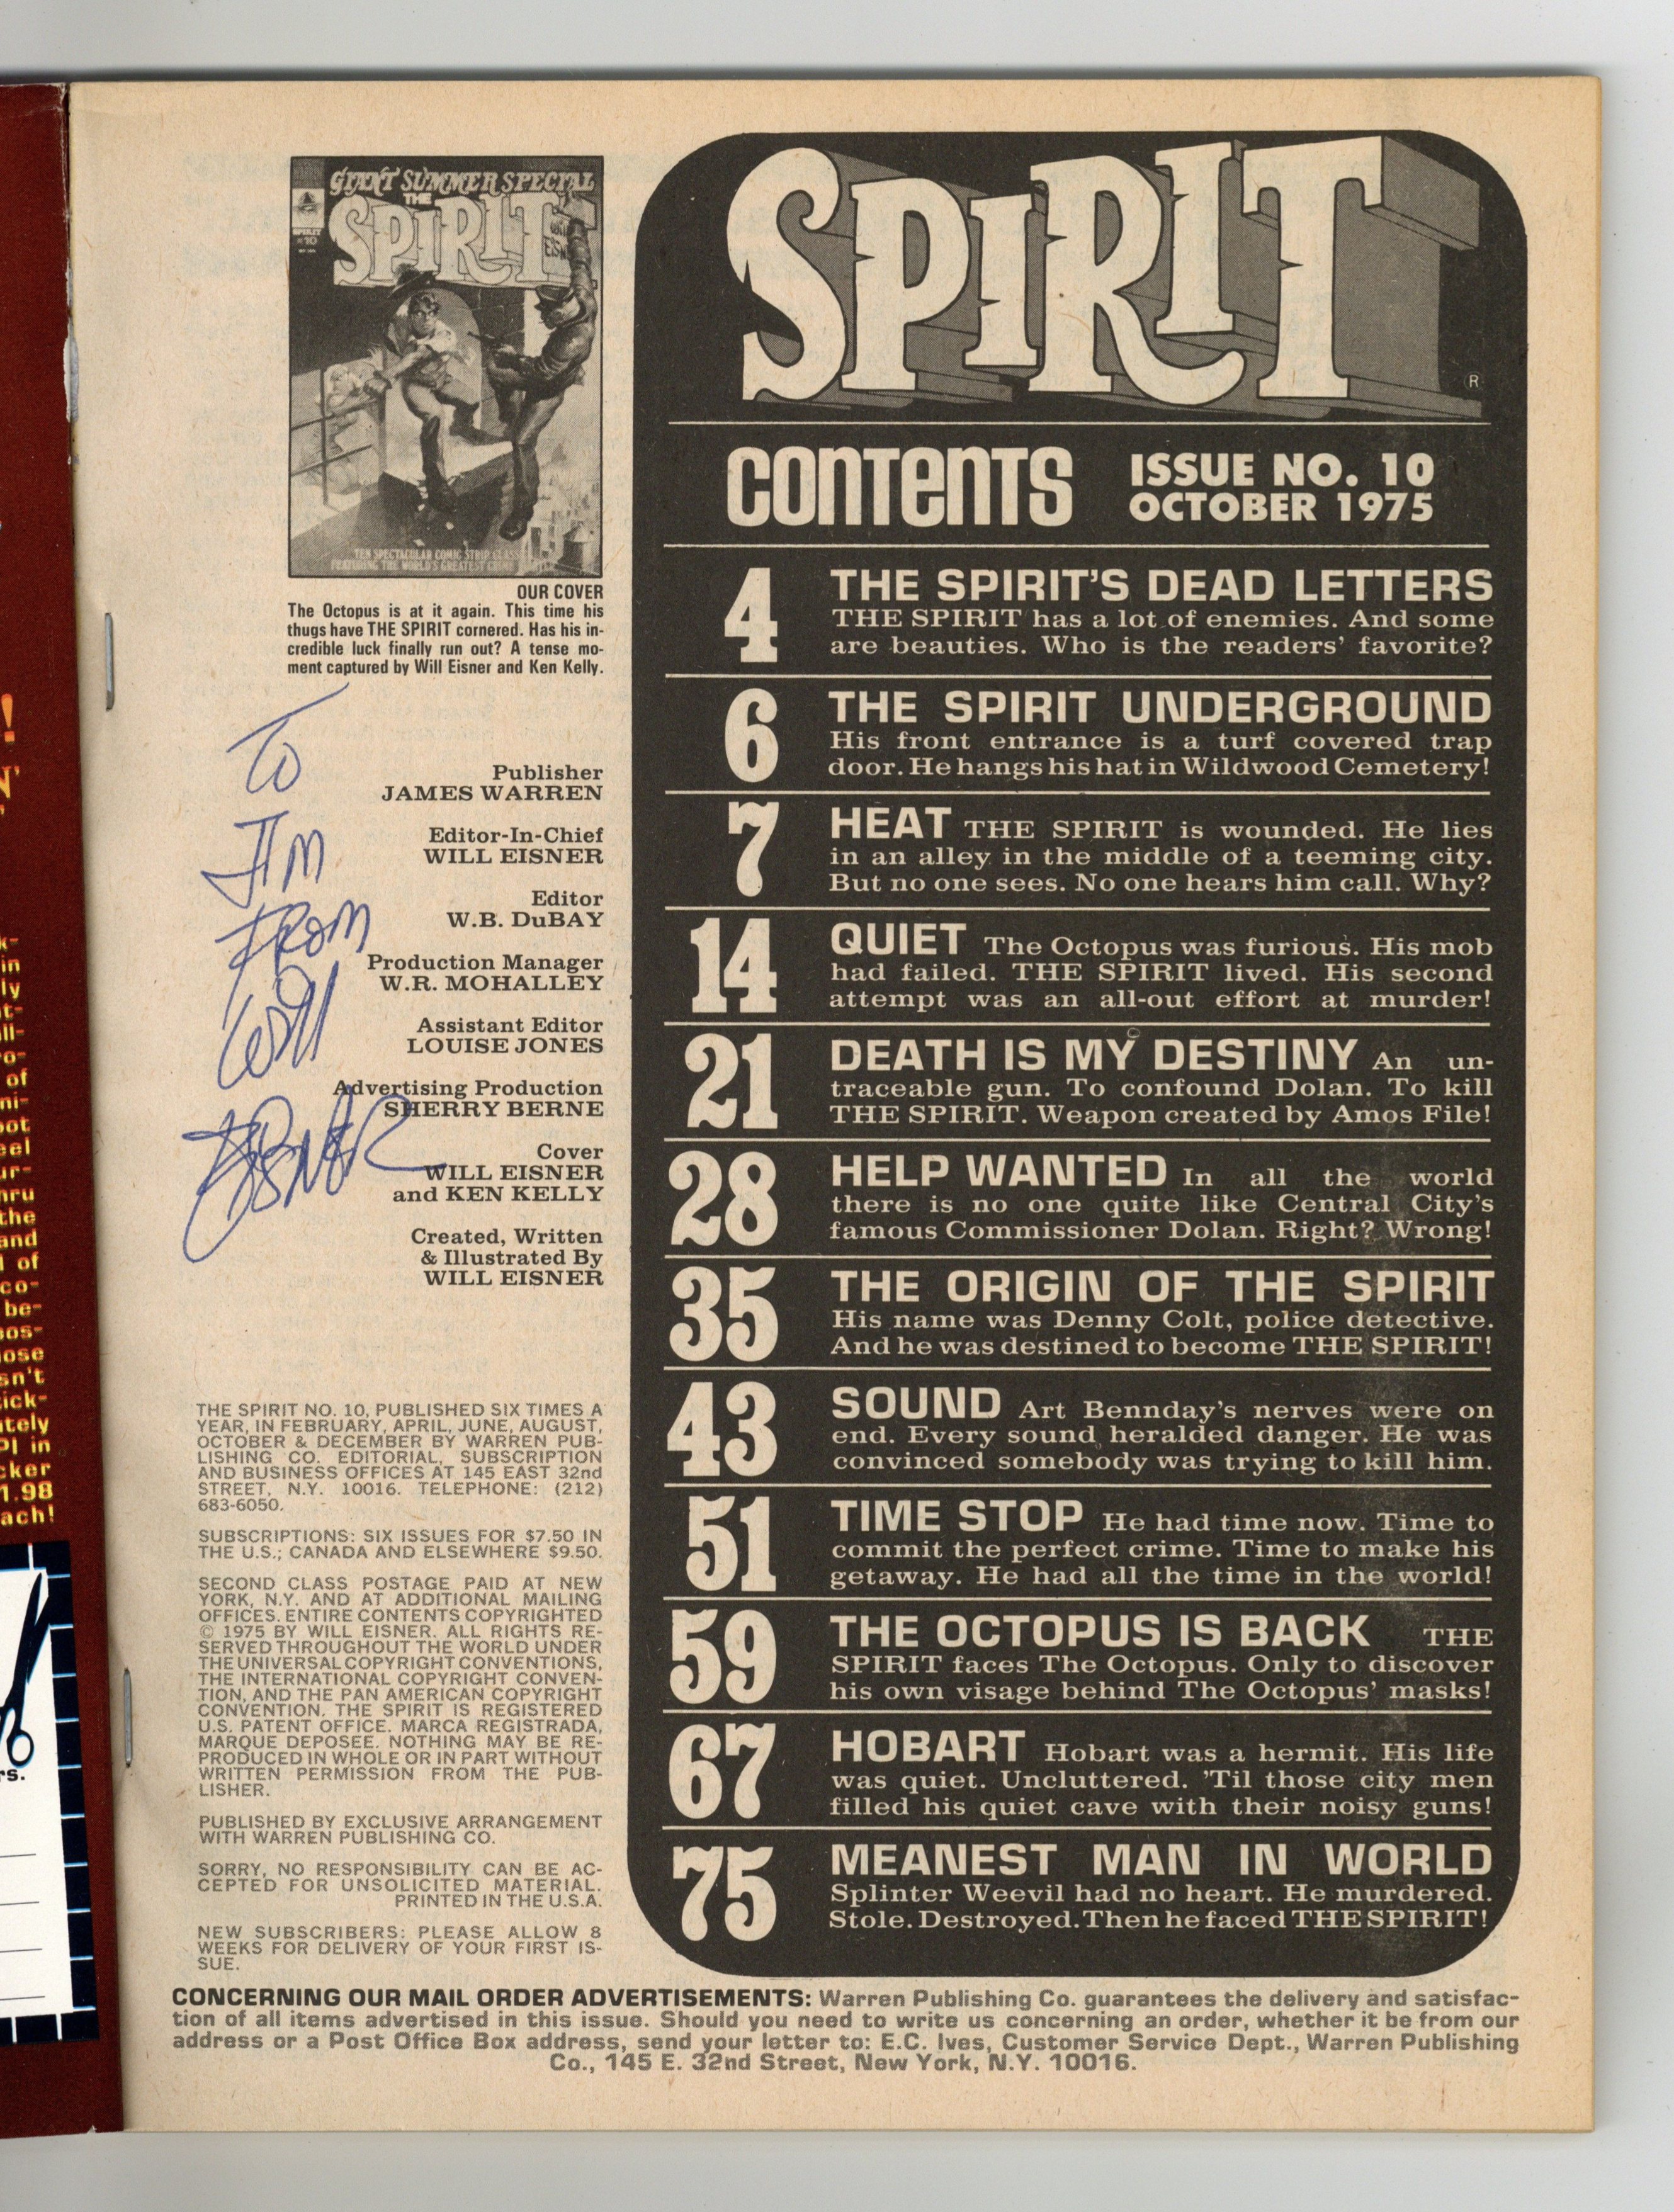 GIANT SUMMER SPECIAL
THE
SPIRIT
SPIRIT
#10
TEN SPECTACULAR COMIC STRIP CLASS
FEATURING THE WORLD'S GREATEST CRIME
OUR COVER
The Octopus is at it again. This time his
thugs have THE SPIRIT cornered. Has his in-
credible luck finally run out? A tense mo-
ment captured by Will Eisner and Ken Kelly.
To
Jim
From
Will
Eisner
Publisher
JAMES WARREN
Editor-In-Chief
WILL EISNER
Editor
W.B. DuBAY
Production Manager
W.R. MOHALLEY
Assistant Editor
LOUISE JONES
Advertising Production
SHERRY BERNE
Cover
WILL EISNER
and KEN KELLY
Created, Written
& Illustrated By
WILL EISNER
THE SPIRIT NO. 10, PUBLISHED SIX TIMES A
YEAR, IN FEBRUARY, APRIL, JUNE, AUGUST,
OCTOBER & DECEMBER BY WARREN PUB-
LISHING CO. EDITORIAL, SUBSCRIPTION
AND BUSINESS OFFICES AT 145 EAST 32nd
STREET, N.Y. 10016. TELEPHONE: (212)
683-6050.
SUBSCRIPTIONS: SIX ISSUES FOR $7.50 IN
THE U.S.; CANADA AND ELSEWHERE $9.50.
SECOND CLASS POSTAGE PAID AT NEW
YORK, N.Y. AND AT ADDITIONAL MAILING
OFFICES. ENTIRE CONTENTS COPYRIGHTED
© 1975 BY WILL EISNER. ALL RIGHTS RE-
SERVED THROUGHOUT THE WORLD UNDER
THE UNIVERSAL COPYRIGHT CONVENTIONS,
THE INTERNATIONAL COPYRIGHT CONVEN-
TION, AND THE PAN AMERICAN COPYRIGHT
CONVENTION. THE SPIRIT IS REGISTERED
U.S. PATENT OFFICE. MARCA REGISTRADA,
MARQUE DEPOSEE. NOTHING MAY BE RE-
PRODUCED IN WHOLE OR IN PART WITHOUT
WRITTEN PERMISSION FROM THE PUB-
LISHER.
PUBLISHED BY EXCLUSIVE ARRANGEMENT
WITH WARREN PUBLISHING CO.
SORRY, NO RESPONSIBILITY CAN BE AC-
CEPTED FOR UNSOLICITED MATERIAL.
PRINTED IN THE U.S.A.
NEW SUBSCRIBERS: PLEASE ALLOW 8
WEEKS FOR DELIVERY OF YOUR FIRST IS-
SUE.
SPIRIT ®
CONTENTS
ISSUE NO. 10
OCTOBER 1975
4 THE SPIRIT'S DEAD LETTERS
THE SPIRIT has a lot of enemies. And some
are beauties. Who is the readers' favorite?
6 THE SPIRIT UNDERGROUND
His front entrance is a turf covered trap
door. He hangs his hat in Wildwood Cemetery!
7 HEAT THE SPIRIT is wounded. He lies
in an alley in the middle of a teeming city.
But no one sees. No one hears him call. Why?
14 QUIET The Octopus was furious. His mob
had failed. THE SPIRIT lived. His second
attempt was an all-out effort at murder!
21 DEATH IS MY DESTINY An un-
traceable gun. To confound Dolan. To kill
THE SPIRIT. Weapon created by Amos File!
28 HELP WANTED In all the world
there is no one quite like Central City's
famous Commissioner Dolan. Right? Wrong!
35 THE ORIGIN OF THE SPIRIT
His name was Denny Colt, police detective.
And he was destined to become THE SPIRIT!
43 SOUND Art Bennday's nerves were on
end. Every sound heralded danger. He was
convinced somebody was trying to kill him.
51 TIME STOP He had time now. Time to
commit the perfect crime. Time to make his
getaway. He had all the time in the world!
59 THE OCTOPUS IS BACK THE
SPIRIT faces The Octopus. Only to discover
his own visage behind The Octopus' masks!
67 HOBART Hobart was a hermit. His life
was quiet. Uncluttered. 'Til those city men
filled his quiet cave with their noisy guns!
75 MEANEST MAN IN WORLD
Splinter Weevil had no heart. He murdered.
Stole. Destroyed. Then he faced THE SPIRIT!
CONCERNING OUR MAIL ORDER ADVERTISEMENTS: Warren Publishing Co. guarantees the delivery and satisfac-
tion of all items advertised in this issue. Should you need to write us concerning an order, whether it be from our
address or a Post Office Box address, send your letter to: E.C. Ives, Customer Service Dept., Warren Publishing
Co., 145 E. 32nd Street, New York, N.Y. 10016.